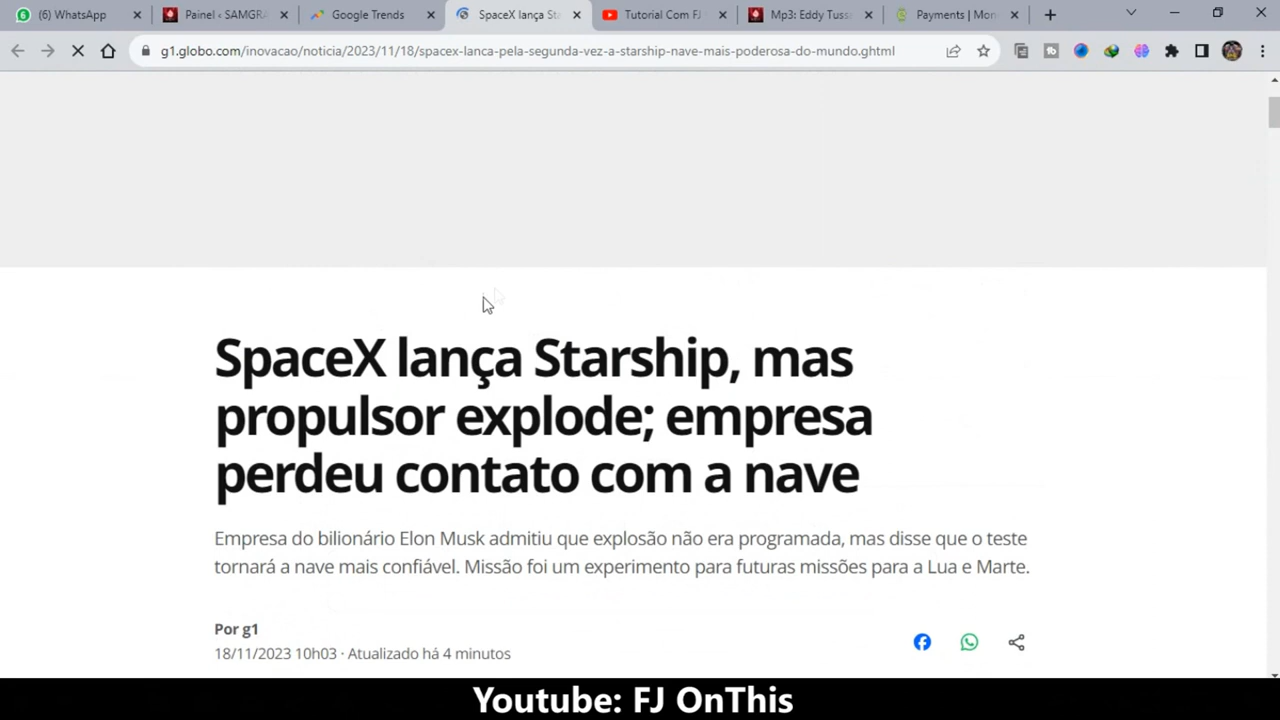 (6) WhatsApp
Painel ‹ SAMGRA
Google Trends
SpaceX lança Sta
Tutorial Com FJ
Mp3: Eddy Tuss
Payments | Mon
g1.globo.com/inovacao/noticia/2023/11/18/spacex-lanca-pela-segunda-vez-a-starship-nave-mais-poderosa-do-mundo.ghtml
SpaceX lança Starship, mas
propulsor explode; empresa
perdeu contato com a nave
Empresa do bilionário Elon Musk admitiu que explosão não era programada, mas disse que o teste
tornará a nave mais confiável. Missão foi um experimento para futuras missões para a Lua e Marte.
Por g1
18/11/2023 10h03 · Atualizado há 4 minutos
Youtube: FJ OnThis